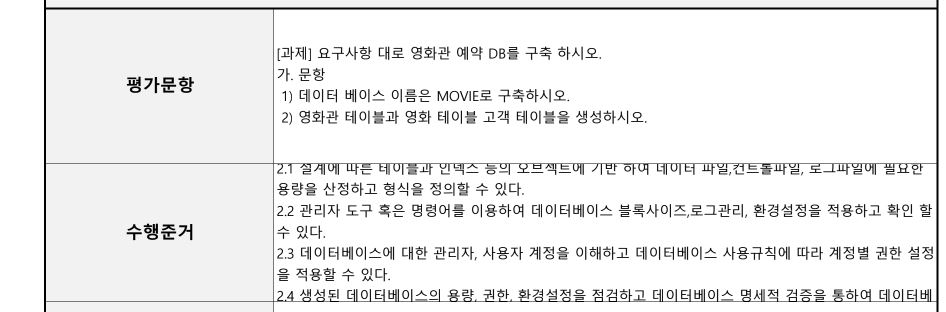 평가문항
[과제] 요구사항 대로 영화관 예약 DB를 구축 하시오.
가. 문항
1) 데이터 베이스 이름은 MOVIE로 구축하시오.
2) 영화관 테이블과 영화 테이블 고객 테이블을 생성하시오.
수행준거
2.1 설계에 따른 테이블과 인덱스 등의 오브젝트에 기반 하여 데이터 파일,컨트롤파일, 로그파일에 필요한
용량을 산정하고 형식을 정의할 수 있다.
2.2 관리자 도구 혹은 명령어를 이용하여 데이터베이스 블록사이즈,로그관리, 환경설정을 적용하고 확인 할
수 있다.
2.3 데이터베이스에 대한 관리자, 사용자 계정을 이해하고 데이터베이스 사용규칙에 따라 계정별 권한 설정
을 적용할 수 있다.
2.4 생성된 데이터베이스의 용량, 권한, 환경설정을 점검하고 데이터베이스 명세적 검증을 통하여 데이터베